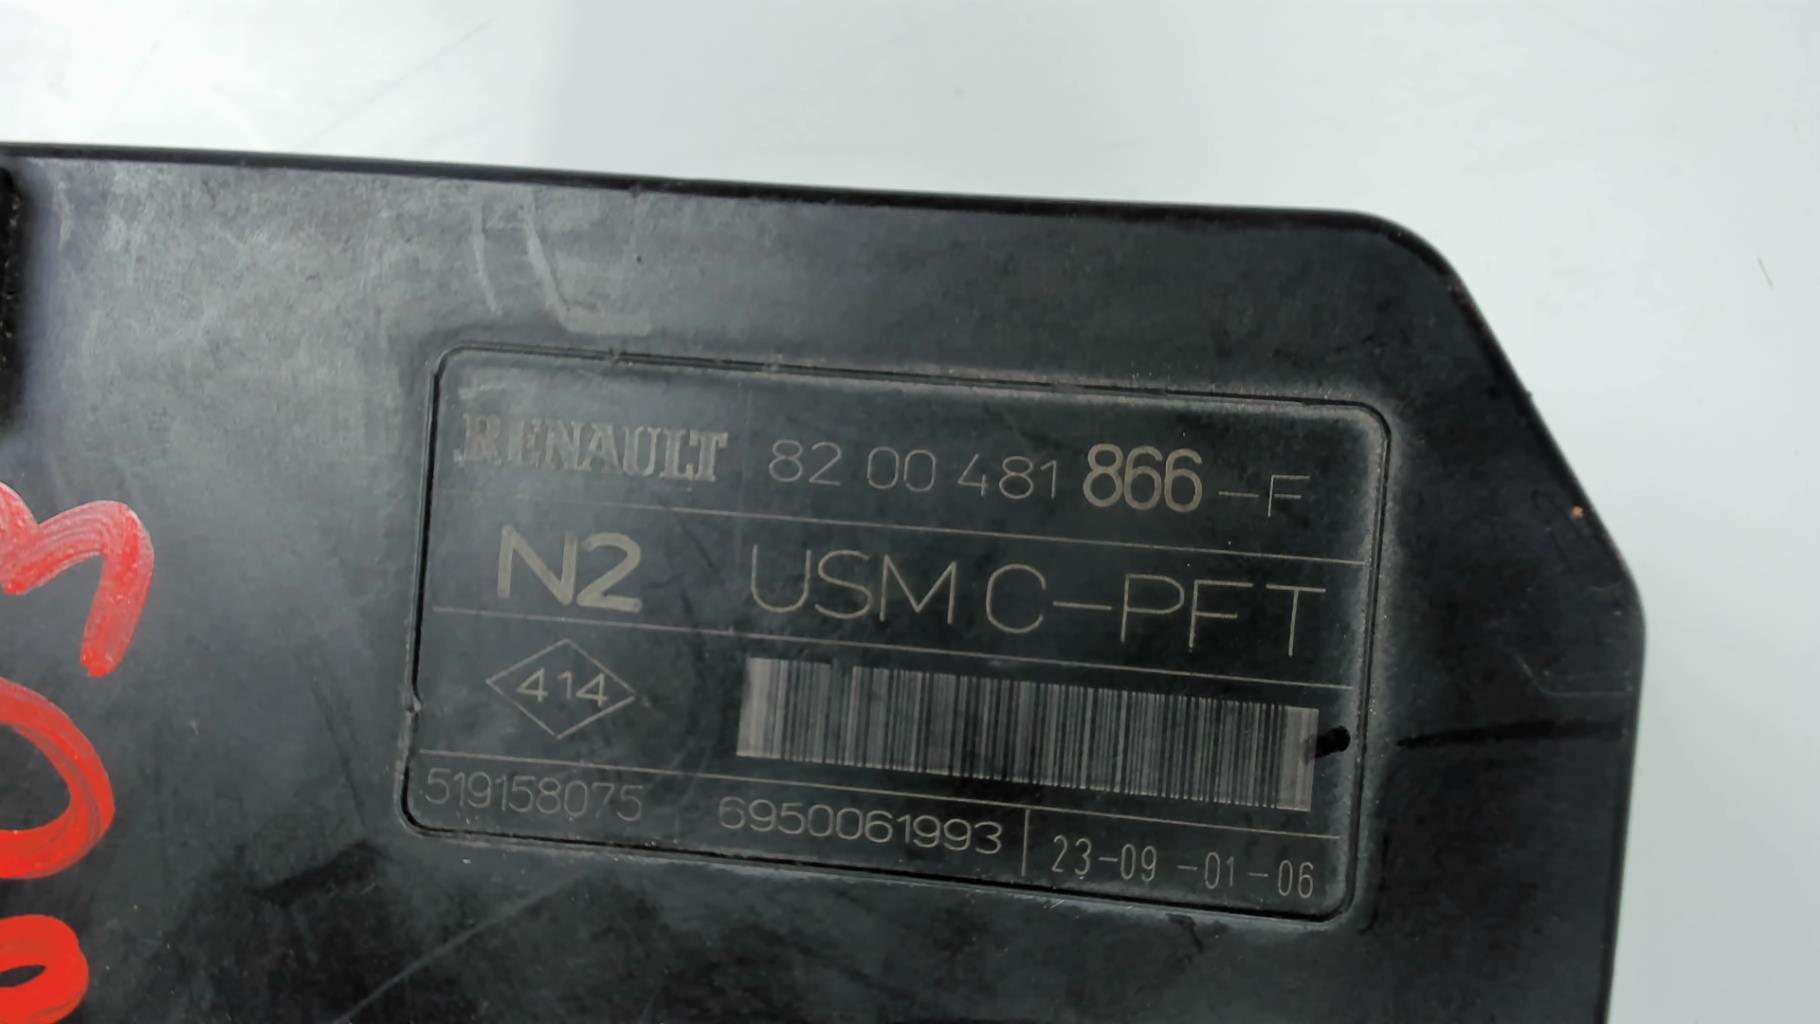 RENAULT 82 00 481 866-F
N2 USM C-PFT
414
519158075 6950061993 23-09-01-06